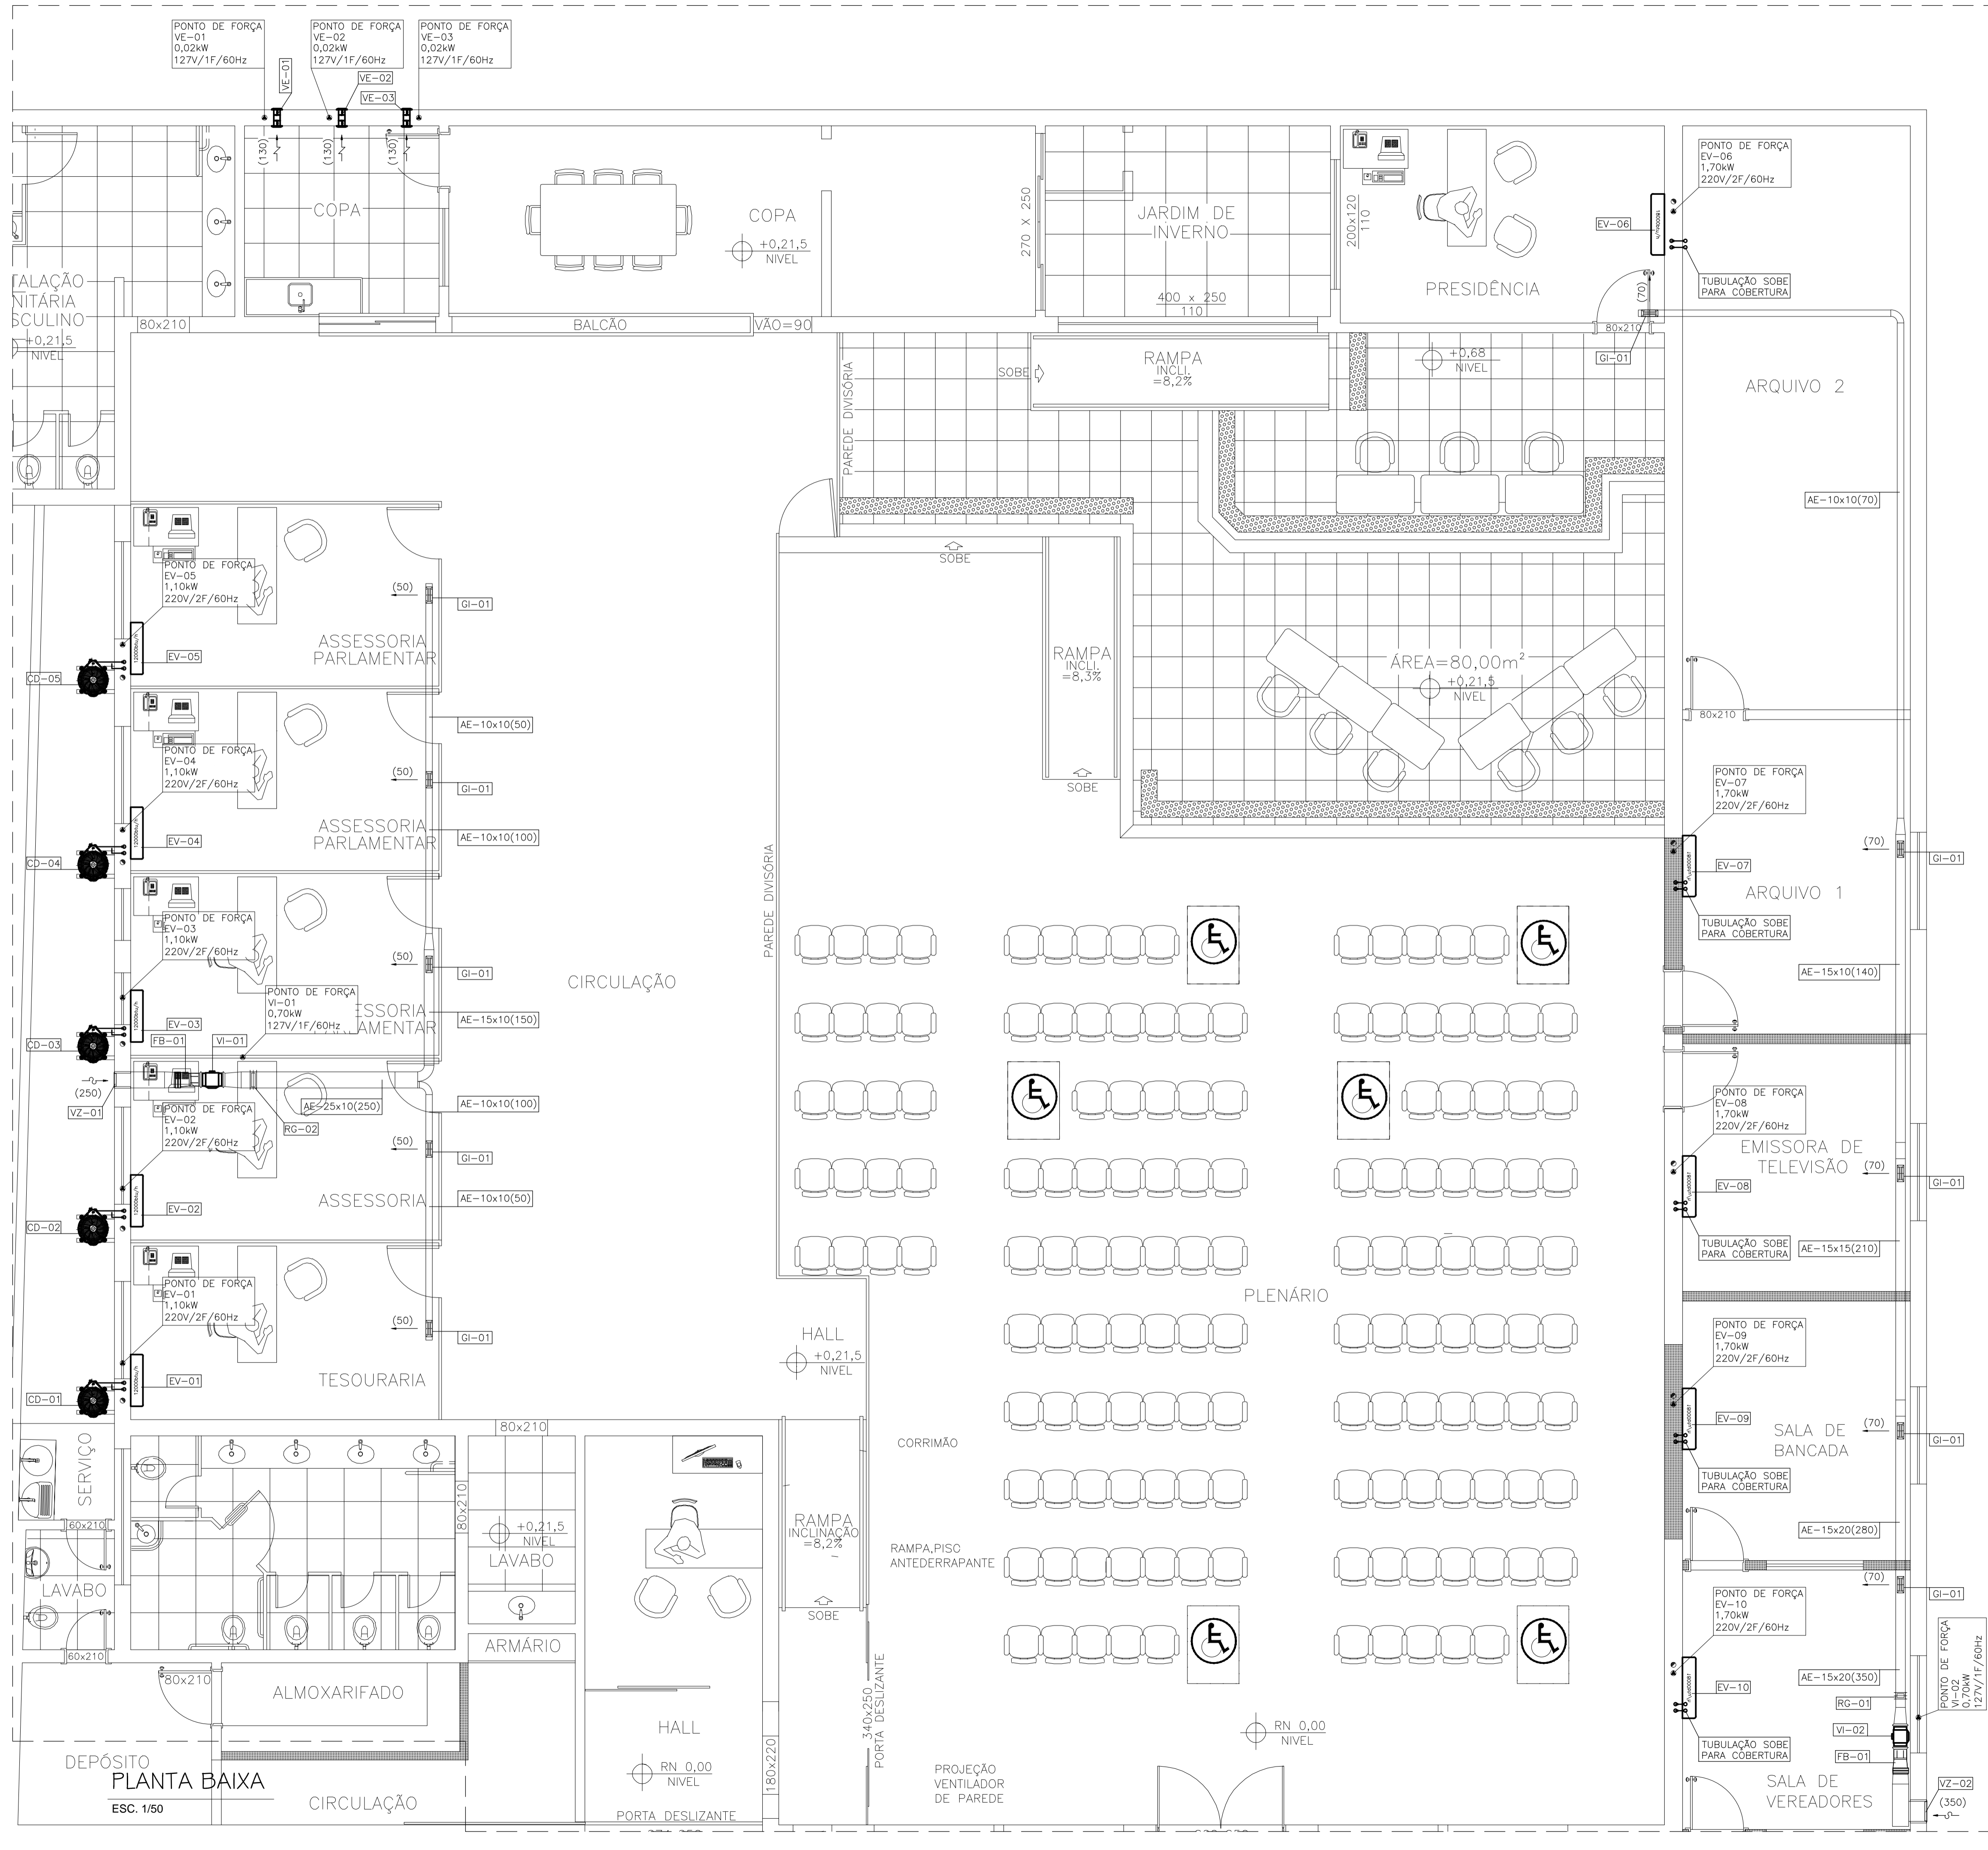 PONTO DE FORÇA
VE-01
0,02kW
127V/1F/60Hz
PONTO DE FORÇA
VE-02
0,02kW
127V/1F/60Hz
PONTO DE FORÇA
VE-03
0,02kW
127V/1F/60Hz
VE-01
VE-02
VE-03
(130)
(130)
(130)
COPA
COPA
+0,21,5
NIVEL
270 X 250
JARDIM DE
INVERNO
400 x 250
110
200x120
110
PRESIDÊNCIA
EV-06
18000Btu/h
PONTO DE FORÇA
EV-06
1,70kW
220V/2F/60Hz
TUBULAÇÃO SOBE
PARA COBERTURA
(70)
80x210
GI-01
TALAÇÃO
NITÁRIA
SCULINO
+0,21,5
NIVEL
80x210
BALCÃO
VÃO=90
PAREDE DIVISÓRIA
SOBE
RAMPA
INCLI.
=8,2%
+0,68
NIVEL
ARQUIVO 2
AE-10x10(70)
SOBE
RAMPA
INCLI.
=8,3%
SOBE
ÁREA=80,00m²
+0,21,5
NIVEL
80x210
PONTO DE FORÇA
EV-05
1,10kW
220V/2F/60Hz
(50)
GI-01
ASSESSORIA
PARLAMENTAR
12000Btu/h
EV-05
CD-05
AE-10x10(50)
PONTO DE FORÇA
EV-04
1,10kW
220V/2F/60Hz
(50)
GI-01
ASSESSORIA
PARLAMENTAR
12000Btu/h
EV-04
CD-04
AE-10x10(100)
PAREDE DIVISÓRIA
PONTO DE FORÇA
EV-07
1,70kW
220V/2F/60Hz
(70)
GI-01
18000Btu/h
EV-07
ARQUIVO 1
TUBULAÇÃO SOBE
PARA COBERTURA
AE-15x10(140)
PONTO DE FORÇA
EV-03
1,10kW
220V/2F/60Hz
(50)
GI-01
CIRCULAÇÃO
PONTO DE FORÇA
VI-01
0,70kW
127V/1F/60Hz
ESSORIA
AMENTAR
AE-15x10(150)
12000Btu/h
EV-03
FB-01
VI-01
CD-03
(250)
VZ-01
AE-25x10(250)
AE-10x10(100)
RG-02
PONTO DE FORÇA
EV-02
1,10kW
220V/2F/60Hz
(50)
GI-01
ASSESSORIA
AE-10x10(50)
12000Btu/h
EV-02
CD-02
PONTO DE FORÇA
EV-08
1,70kW
220V/2F/60Hz
EMISSORA DE
TELEVISÃO
(70)
GI-01
18000Btu/h
EV-08
TUBULAÇÃO SOBE
PARA COBERTURA
AE-15x15(210)
PONTO DE FORÇA
EV-01
1,10kW
220V/2F/60Hz
(50)
GI-01
TESOURARIA
12000Btu/h
EV-01
CD-01
PLENÁRIO
HALL
+0,21,5
NIVEL
PONTO DE FORÇA
EV-09
1,70kW
220V/2F/60Hz
18000Btu/h
EV-09
SALA DE
BANCADA
(70)
GI-01
TUBULAÇÃO SOBE
PARA COBERTURA
AE-15x20(280)
SERVIÇO
60x210
LAVABO
60x210
80x210
80x210
+0,21,5
NIVEL
LAVABO
ARMÁRIO
CORRIMÃO
RAMPA
INCLINAÇÃO
=8,2%
RAMPA,PISO
ANTEDERRAPANTE
SOBE
(70)
GI-01
PONTO DE FORÇA
EV-10
1,70kW
220V/2F/60Hz
18000Btu/h
EV-10
AE-15x20(350)
RG-01
VI-02
FB-01
PONTO DE FORÇA
VI-02
0,70kW
127V/1F/60Hz
TUBULAÇÃO SOBE
PARA COBERTURA
SALA DE
VEREADORES
VZ-02
(350)
80x210
ALMOXARIFADO
HALL
RN 0,00
NIVEL
180x220
340x250
PORTA DESLIZANTE
RN 0,00
NIVEL
PROJEÇÃO
VENTILADOR
DE PAREDE
PORTA DESLIZANTE
DEPÓSITO
CIRCULAÇÃO
PLANTA BAIXA
ESC. 1/50